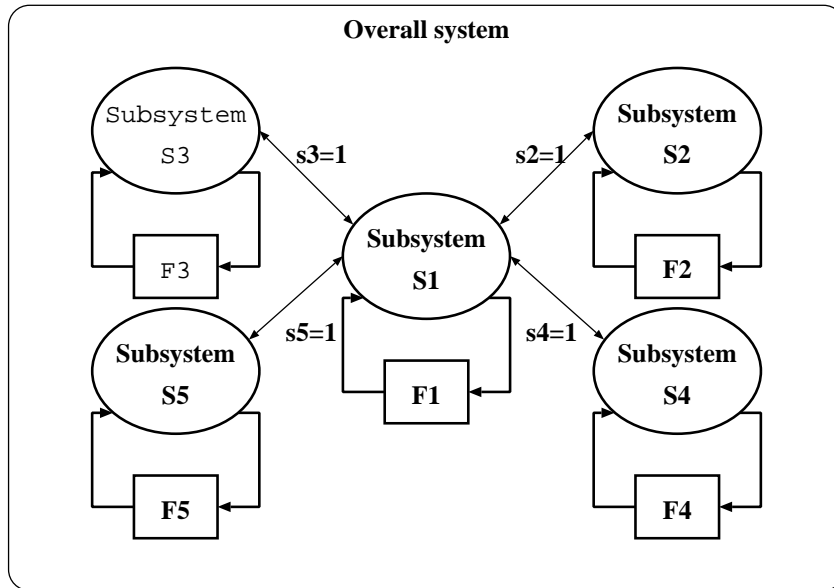 Overall system
Subsystem
S3
F3
s3=1
s2=1
Subsystem
S2
F2
Subsystem
S1
F1
s5=1
s4=1
Subsystem
S5
F5
Subsystem
S4
F4